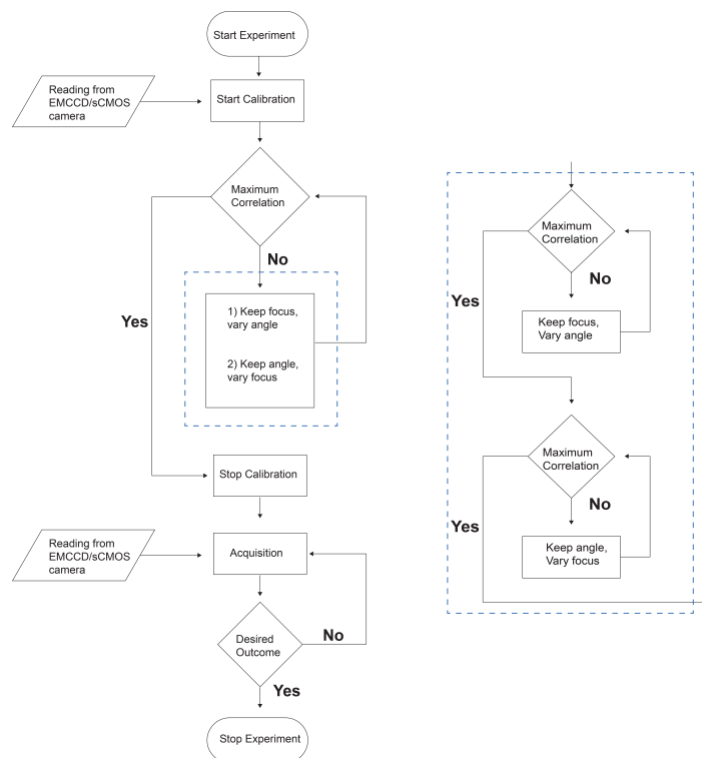 Start Experiment
Reading from
EMCCD/sCMOS
camera
Start Calibration
Maximum
Correlation
No
Yes
1) Keep focus,
vary angle
2) Keep angle,
vary focus
Stop Calibration
Reading from
EMCCD/sCMOS
camera
Acquisition
Desired
Outcome
No
Yes
Stop Experiment
Maximum
Correlation
No
Yes
Keep focus,
Vary angle
Maximum
Correlation
No
Yes
Keep angle,
Vary focus